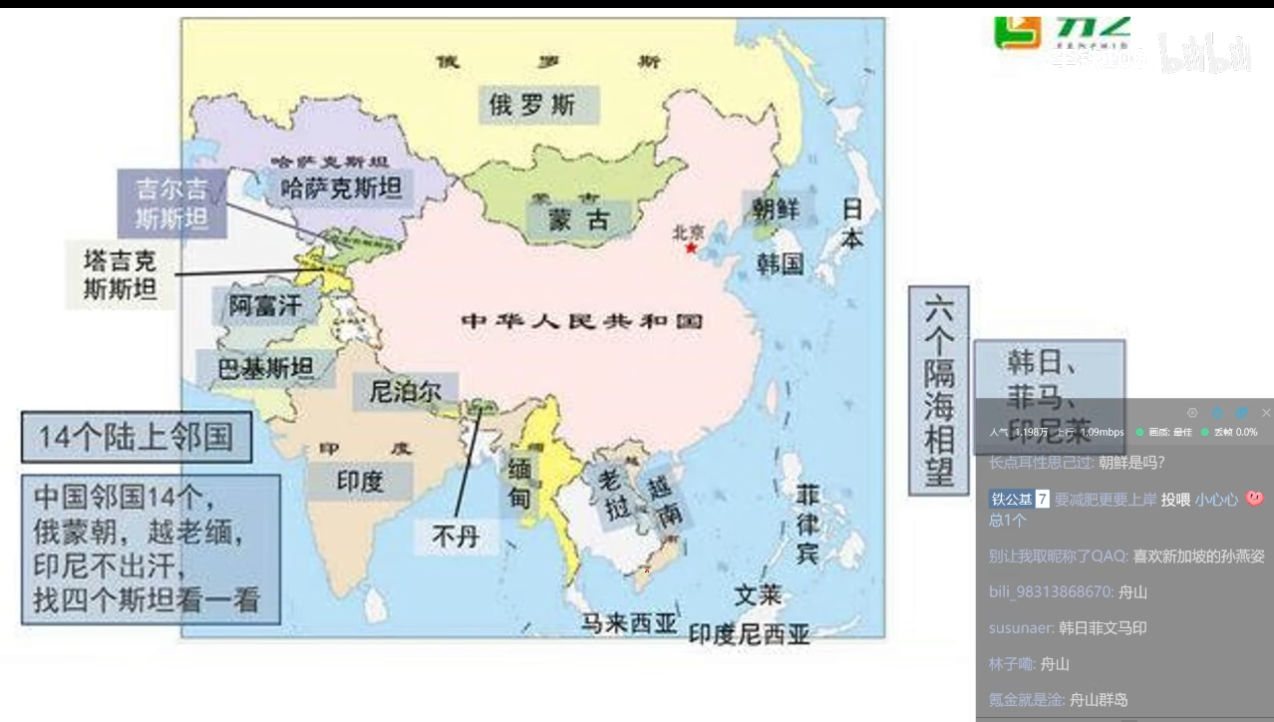 bilibili
俄 罗 斯
俄 罗 斯
哈萨克斯坦
哈萨克斯坦
吉尔吉
斯斯坦
蒙 古
蒙 古
朝鲜
日
本
北京
韩国
塔吉克
斯斯坦
阿富汗
中华人民共和国
巴基斯坦
尼泊尔
六
个
隔
海
相
望
韩日、
菲马、
印尼莱
14个陆上邻国
印 度
印度
缅
缅
甸
老
挝
越
越
南
南
菲
律
宾
中国邻国14个，
俄蒙朝，越老缅，
印尼不出汗，
找四个斯坦看一看
不丹
文莱
马来西亚
印度尼西亚
人气: 1.198万 上行: 1.09mbps 画质: 最佳 丢帧 0.0%
长点耳性思己过: 朝鲜是吗?
铁公基 7 要减肥更要上岸 投喂 小心心
总1个
别让我取昵称了QAQ: 喜欢新加坡的孙燕姿
bili_98313868670: 舟山
susunaer: 韩日菲文马印
林子嘞: 舟山
氪金就是淦: 舟山群岛